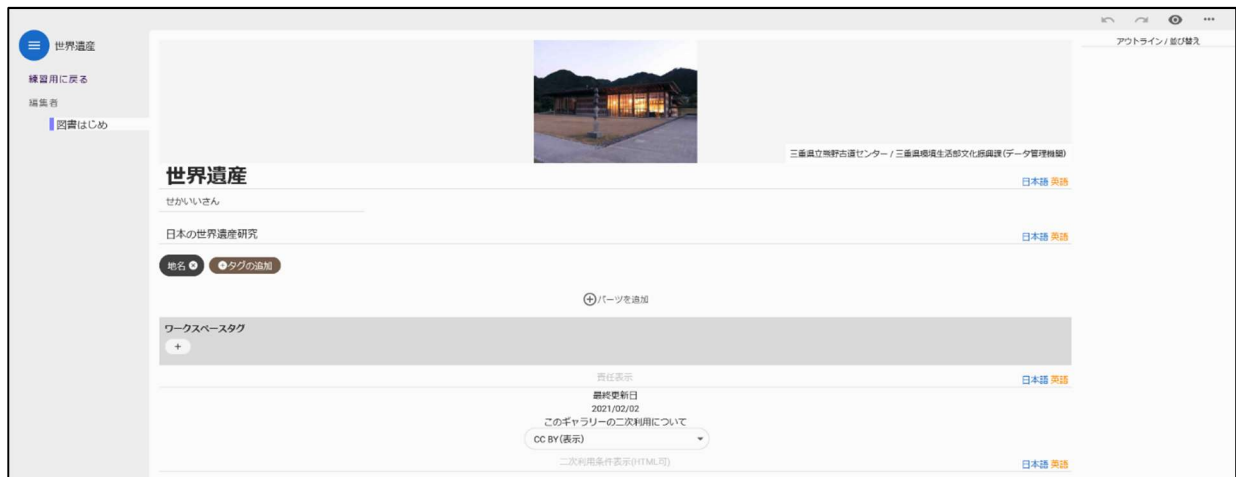 世界遺産
アウトライン / 並び替え
練習用に戻る
編集者
図書はじめ
三重県立熊野古道センター / 三重県環境生活部文化振興課(データ管理機関)
世界遺産
日本語 英語
せかいいさん
日本の世界遺産研究
日本語 英語
地名
タグの追加
パーツを追加
ワークスペースタグ
+
責任表示
日本語 英語
最終更新日
2021/02/02
このギャラリーの二次利用について
CC BY(表示)
二次利用条件表示(HTML可)
日本語 英語